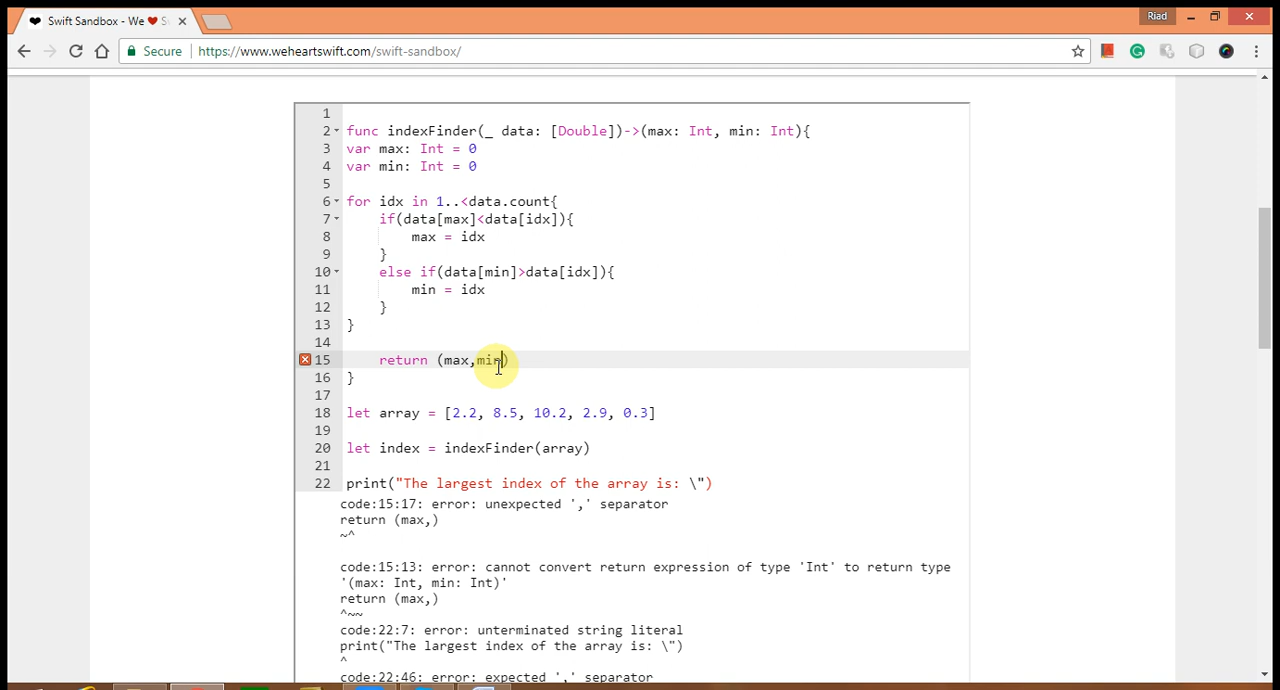 Swift Sandbox - We ❤ S
Riad
Secure
https://www.weheartswift.com/swift-sandbox/
1
2 func indexFinder(_ data: [Double])->(max: Int, min: Int){
3 var max: Int = 0
4 var min: Int = 0
5
6 for idx in 1..<data.count{
7 if(data[max]<data[idx]){
8 max = idx
9 }
10 else if(data[min]>data[idx]){
11 min = idx
12 }
13 }
14
15 return (max,min)
16 }
17
18 let array = [2.2, 8.5, 10.2, 2.9, 0.3]
19
20 let index = indexFinder(array)
21
22 print("The largest index of the array is: \")
code:15:17: error: unexpected ',' separator
return (max,)
~^
code:15:13: error: cannot convert return expression of type 'Int' to return type
'(max: Int, min: Int)'
return (max,)
^~~
code:22:7: error: unterminated string literal
print("The largest index of the array is: \")
^
code:22:46: error: expected ',' separator